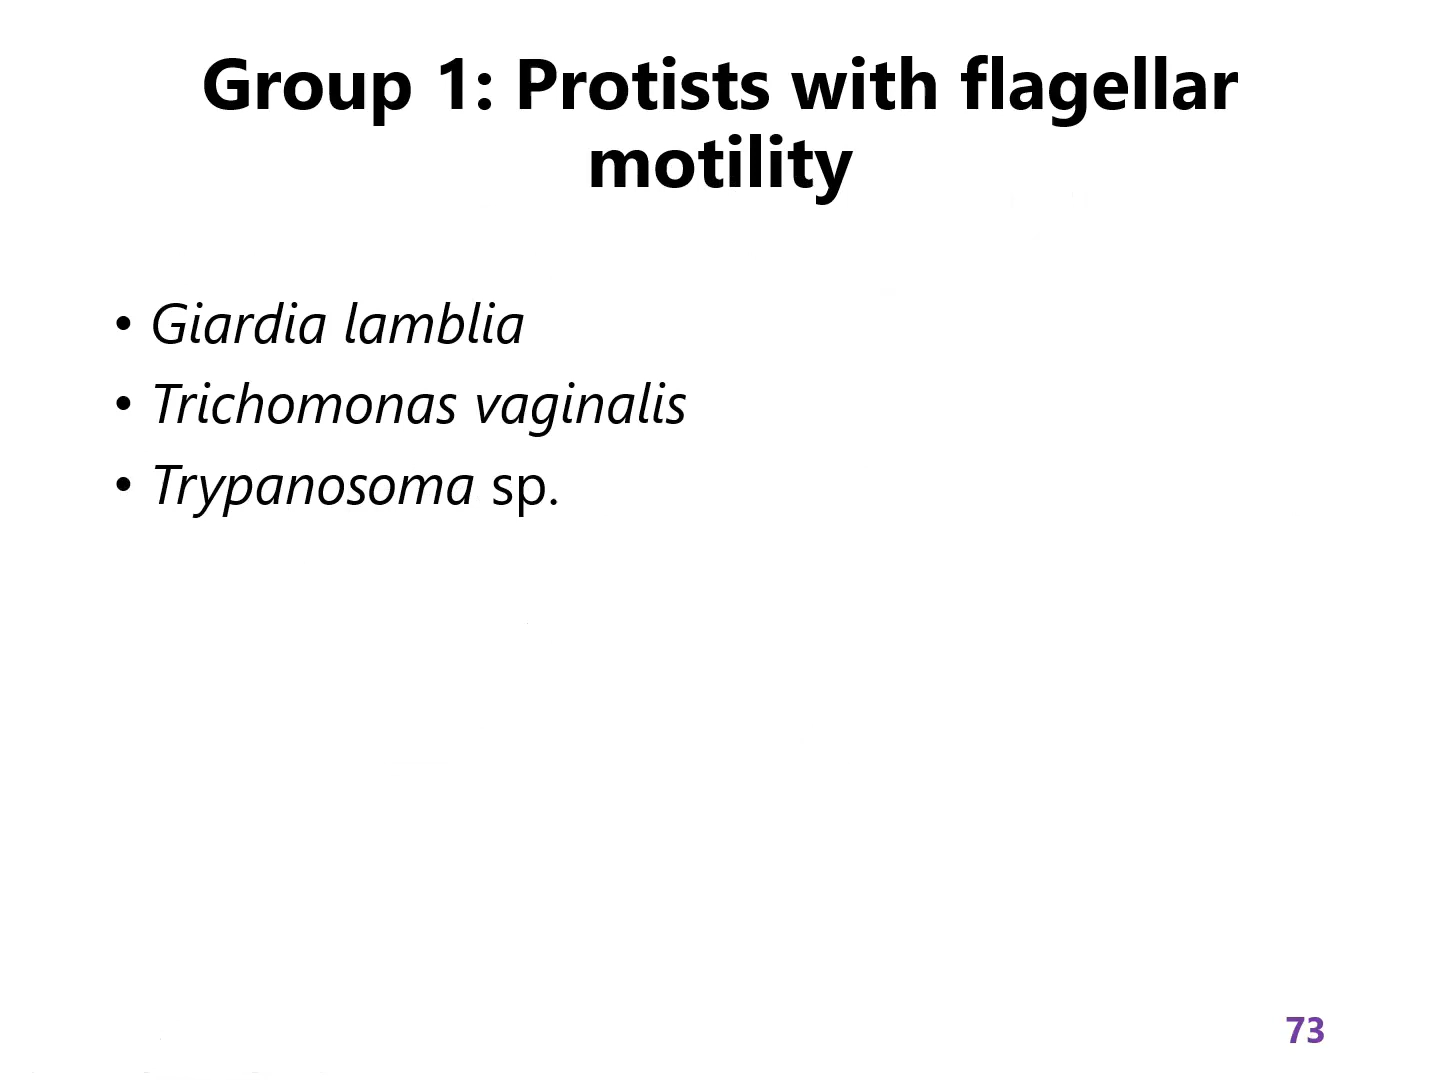 Group 1: Protists with flagellar
motility
• Giardia lamblia
• Trichomonas vaginalis
• Trypanosoma sp.
73